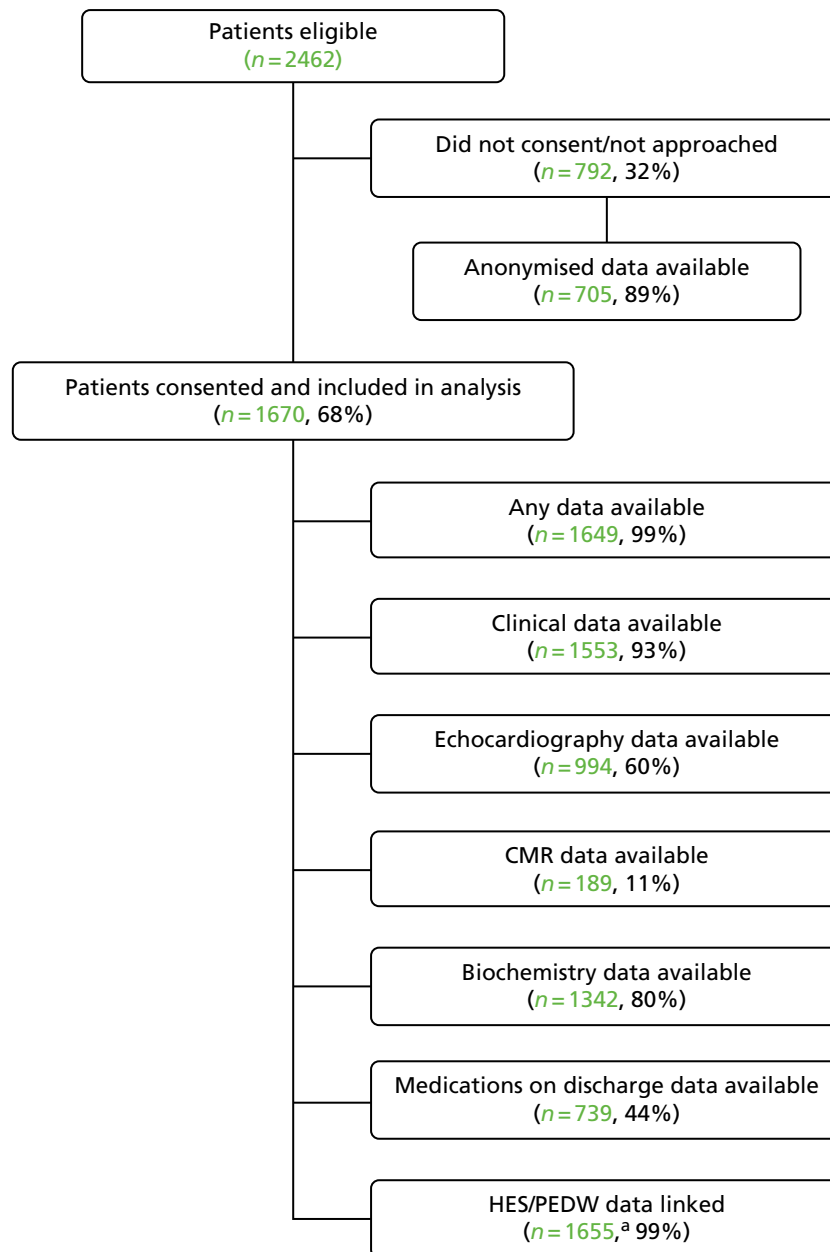 Patients eligible
(n=2462)
Did not consent/not approached
(n=792, 32%)
Anonymised data available
(n=705, 89%)
Patients consented and included in analysis
(n=1670, 68%)
Any data available
(n=1649, 99%)
Clinical data available
(n=1553, 93%)
Echocardiography data available
(n=994, 60%)
CMR data available
(n=189, 11%)
Biochemistry data available
(n=1342, 80%)
Medications on discharge data available
(n=739, 44%)
HES/PEDW data linked
(n=1655,ª 99%)